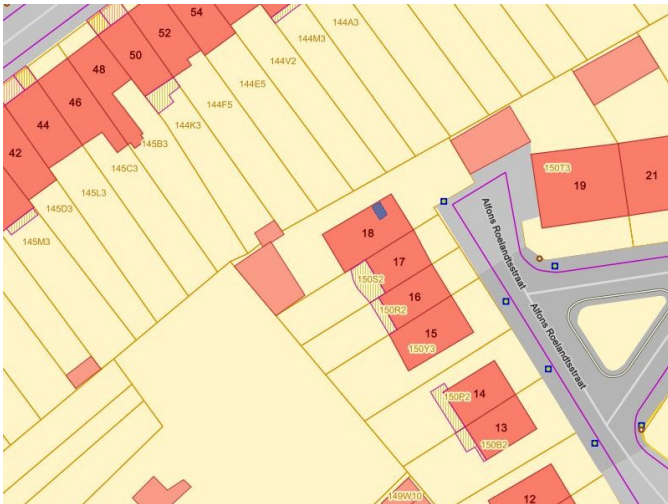 54
52
50
48
46
44
42
144A3
144M3
144V2
144E5
144F5
144K3
145B3
145C3
145L3
145D3
145M3
150T3
19
21
18
17
16
15
150S2
150R2
150Y3
14
13
150P2
150B2
12
149W10
Alfons Roelandtsstraat
Alfons Roelandtsstraat